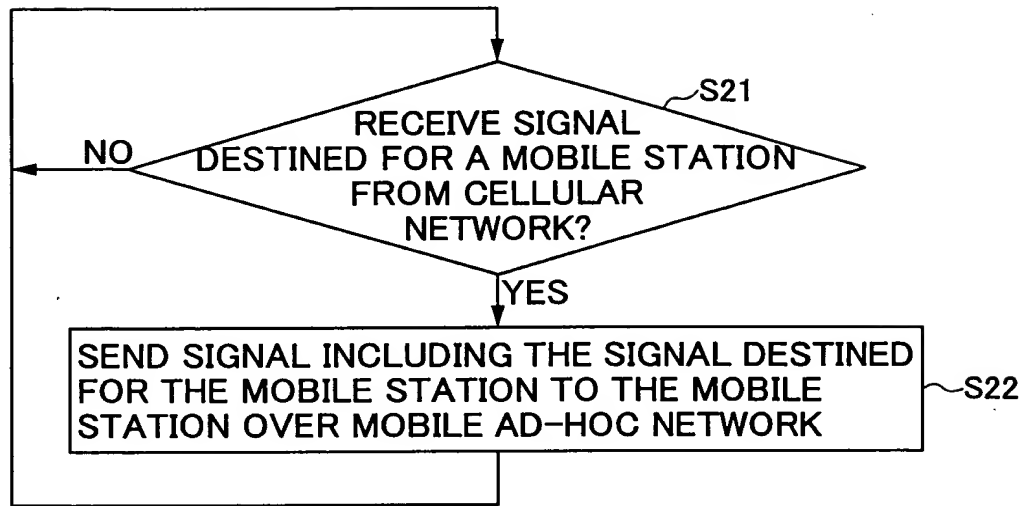 S21
RECEIVE SIGNAL
DESTINED FOR A MOBILE STATION
FROM CELLULAR
NETWORK?
NO
YES
SEND SIGNAL INCLUDING THE SIGNAL DESTINED
FOR THE MOBILE STATION TO THE MOBILE
STATION OVER MOBILE AD-HOC NETWORK
S22